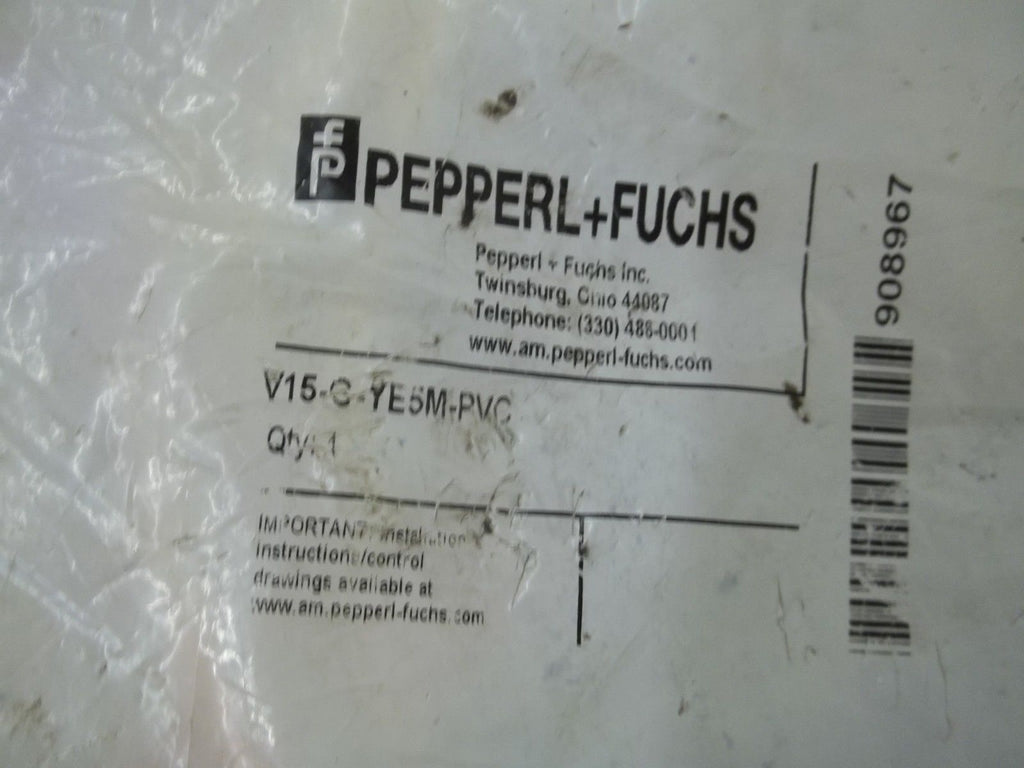 PEPPERL+FUCHS
Pepperl + Fuchs Inc.
Twinsburg, Ohio 44087
Telephone: (330) 486-0001
www.am.pepperl-fuchs.com
V15-G-YE5M-PVC
Qty: 1
IMPORTANT: Installation
instructions/control
drawings available at
www.am.pepperl-fuchs.com
908967